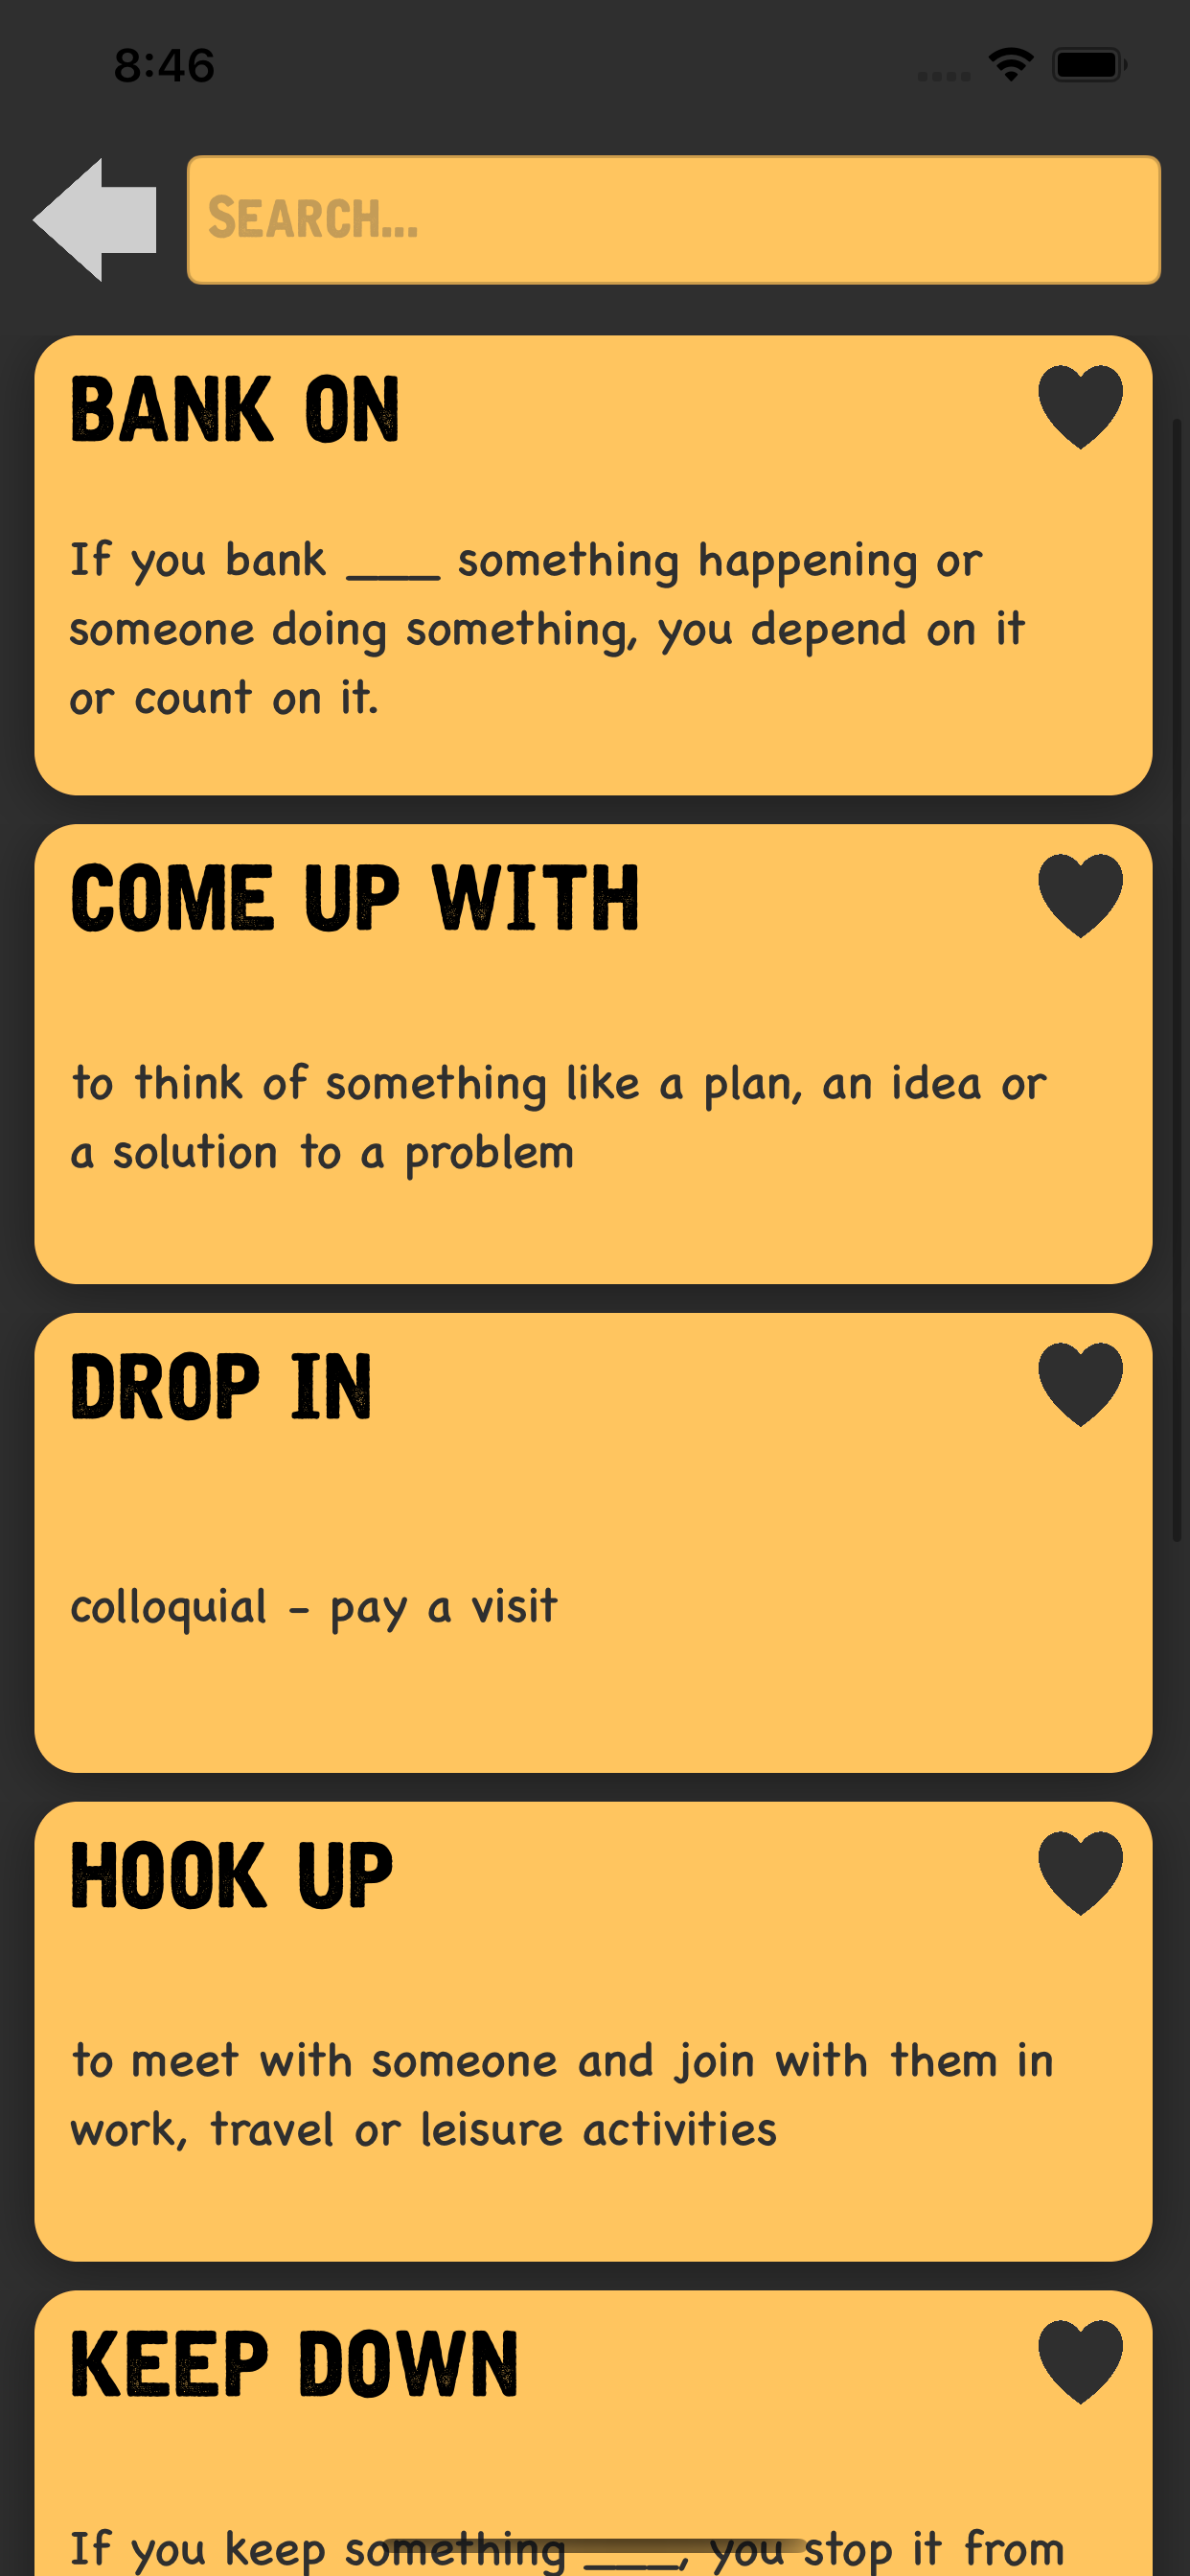 8:46
SEARCH...
BANK ON
If you bank ___ something happening or
someone doing something, you depend on it
or count on it.
COME UP WITH
to think of something like a plan, an idea or
a solution to a problem
DROP IN
colloquial - pay a visit
HOOK UP
to meet with someone and join with them in
work, travel or leisure activities
KEEP DOWN
If you keep something ___, you stop it from